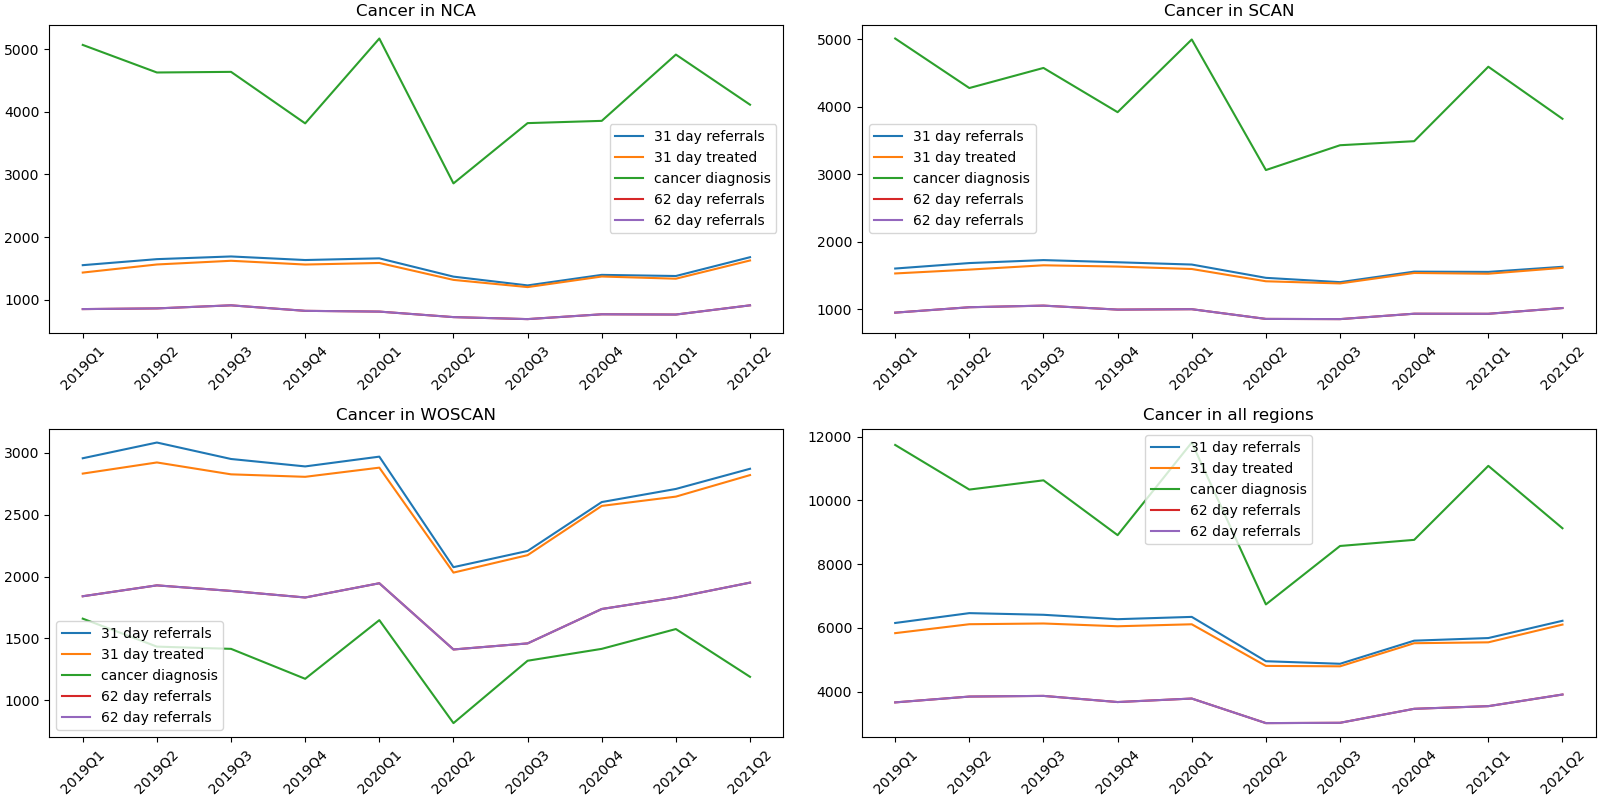 Cancer in NCA
5000
4000
3000
2000
1000
31 day referrals
31 day treated
cancer diagnosis
62 day referrals
62 day referrals
2019Q1
2019Q2
2019Q3
2019Q4
2020Q1
2020Q2
2020Q3
2020Q4
2021Q1
2021Q2
Cancer in SCAN
5000
4000
3000
2000
1000
31 day referrals
31 day treated
cancer diagnosis
62 day referrals
62 day referrals
2019Q1
2019Q2
2019Q3
2019Q4
2020Q1
2020Q2
2020Q3
2020Q4
2021Q1
2021Q2
Cancer in WOSCAN
3000
2500
2000
1500
1000
31 day referrals
31 day treated
cancer diagnosis
62 day referrals
62 day referrals
2019Q1
2019Q2
2019Q3
2019Q4
2020Q1
2020Q2
2020Q3
2020Q4
2021Q1
2021Q2
Cancer in all regions
12000
10000
8000
6000
4000
31 day referrals
31 day treated
cancer diagnosis
62 day referrals
62 day referrals
2019Q1
2019Q2
2019Q3
2019Q4
2020Q1
2020Q2
2020Q3
2020Q4
2021Q1
2021Q2